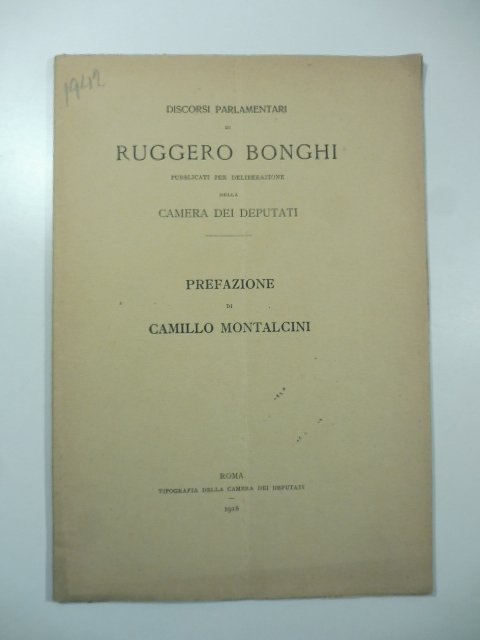 1942
DISCORSI PARLAMENTARI
DI
RUGGERO BONGHI
PUBBLICATI PER DELIBERAZIONE
DELLA
CAMERA DEI DEPUTATI
PREFAZIONE
DI
CAMILLO MONTALCINI
ROMA
TIPOGRAFIA DELLA CAMERA DEI DEPUTATI
1918